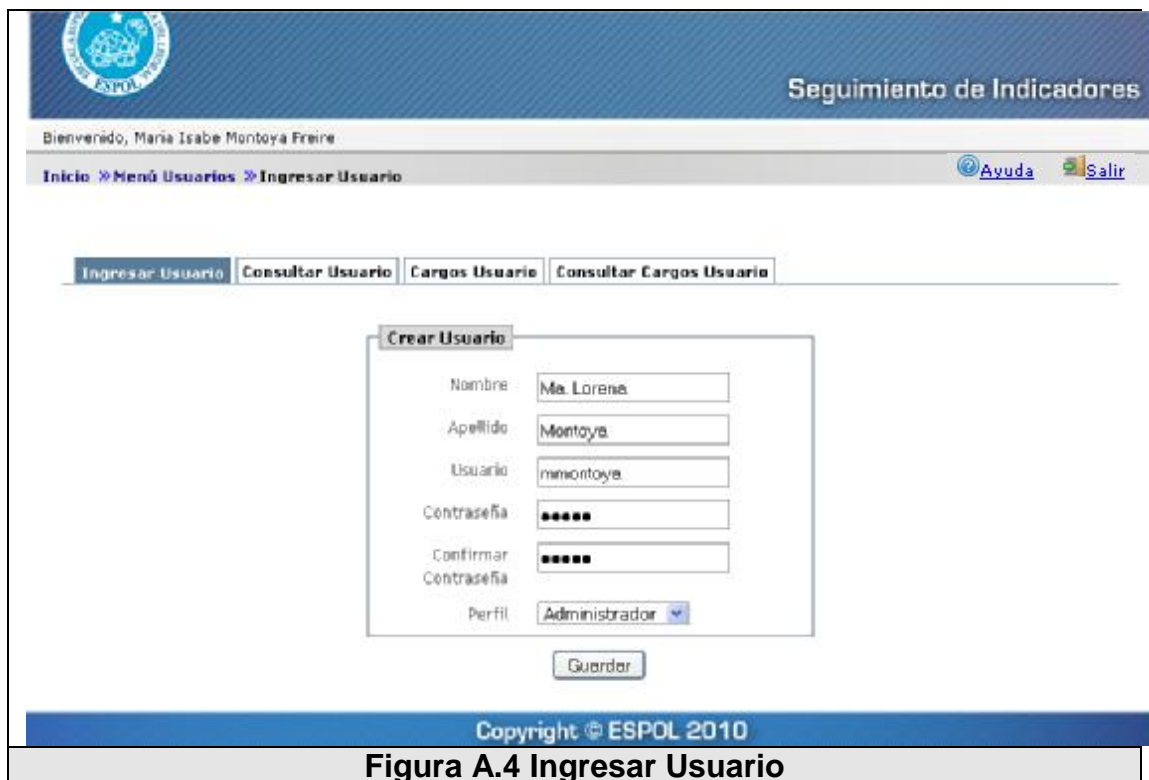 ESPOL
Seguimiento de Indicadores
Bienvenido, Maria Isabe Montoya Freire
Inicio » Menú Usuarios » Ingresar Usuario
Ayuda Salir
Ingresar Usuario Consultar Usuario Cargos Usuario Consultar Cargos Usuario
Crear Usuario
Nombre Ma. Lorena
Apellido Montoya
Usuario mmontoya
Contraseña •••••
Confirmar
Contraseña •••••
Perfil Administrador
Guardar
Copyright © ESPOL 2010
Figura A.4 Ingresar Usuario